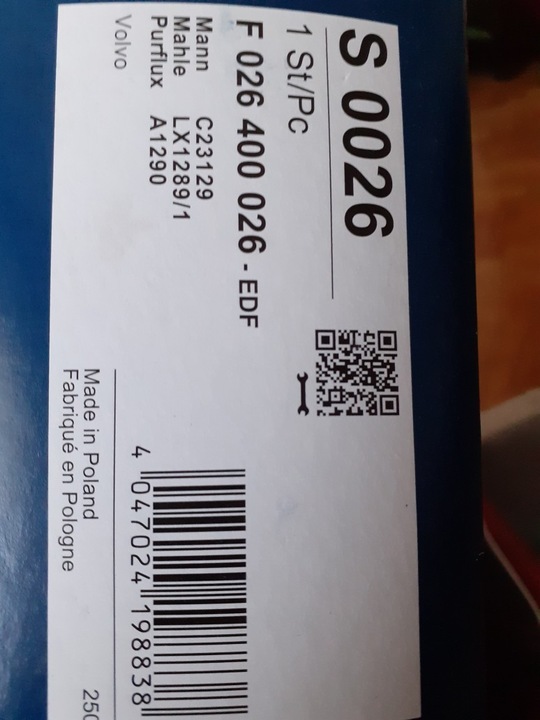 S 0026
1 St/Pc
F 026 400 026 - EDF
Mann C23129
Mahle LX1289/1
Purflux A1290
Volvo
4 047024 198838
Made in Poland
Fabriqué en Pologne
250